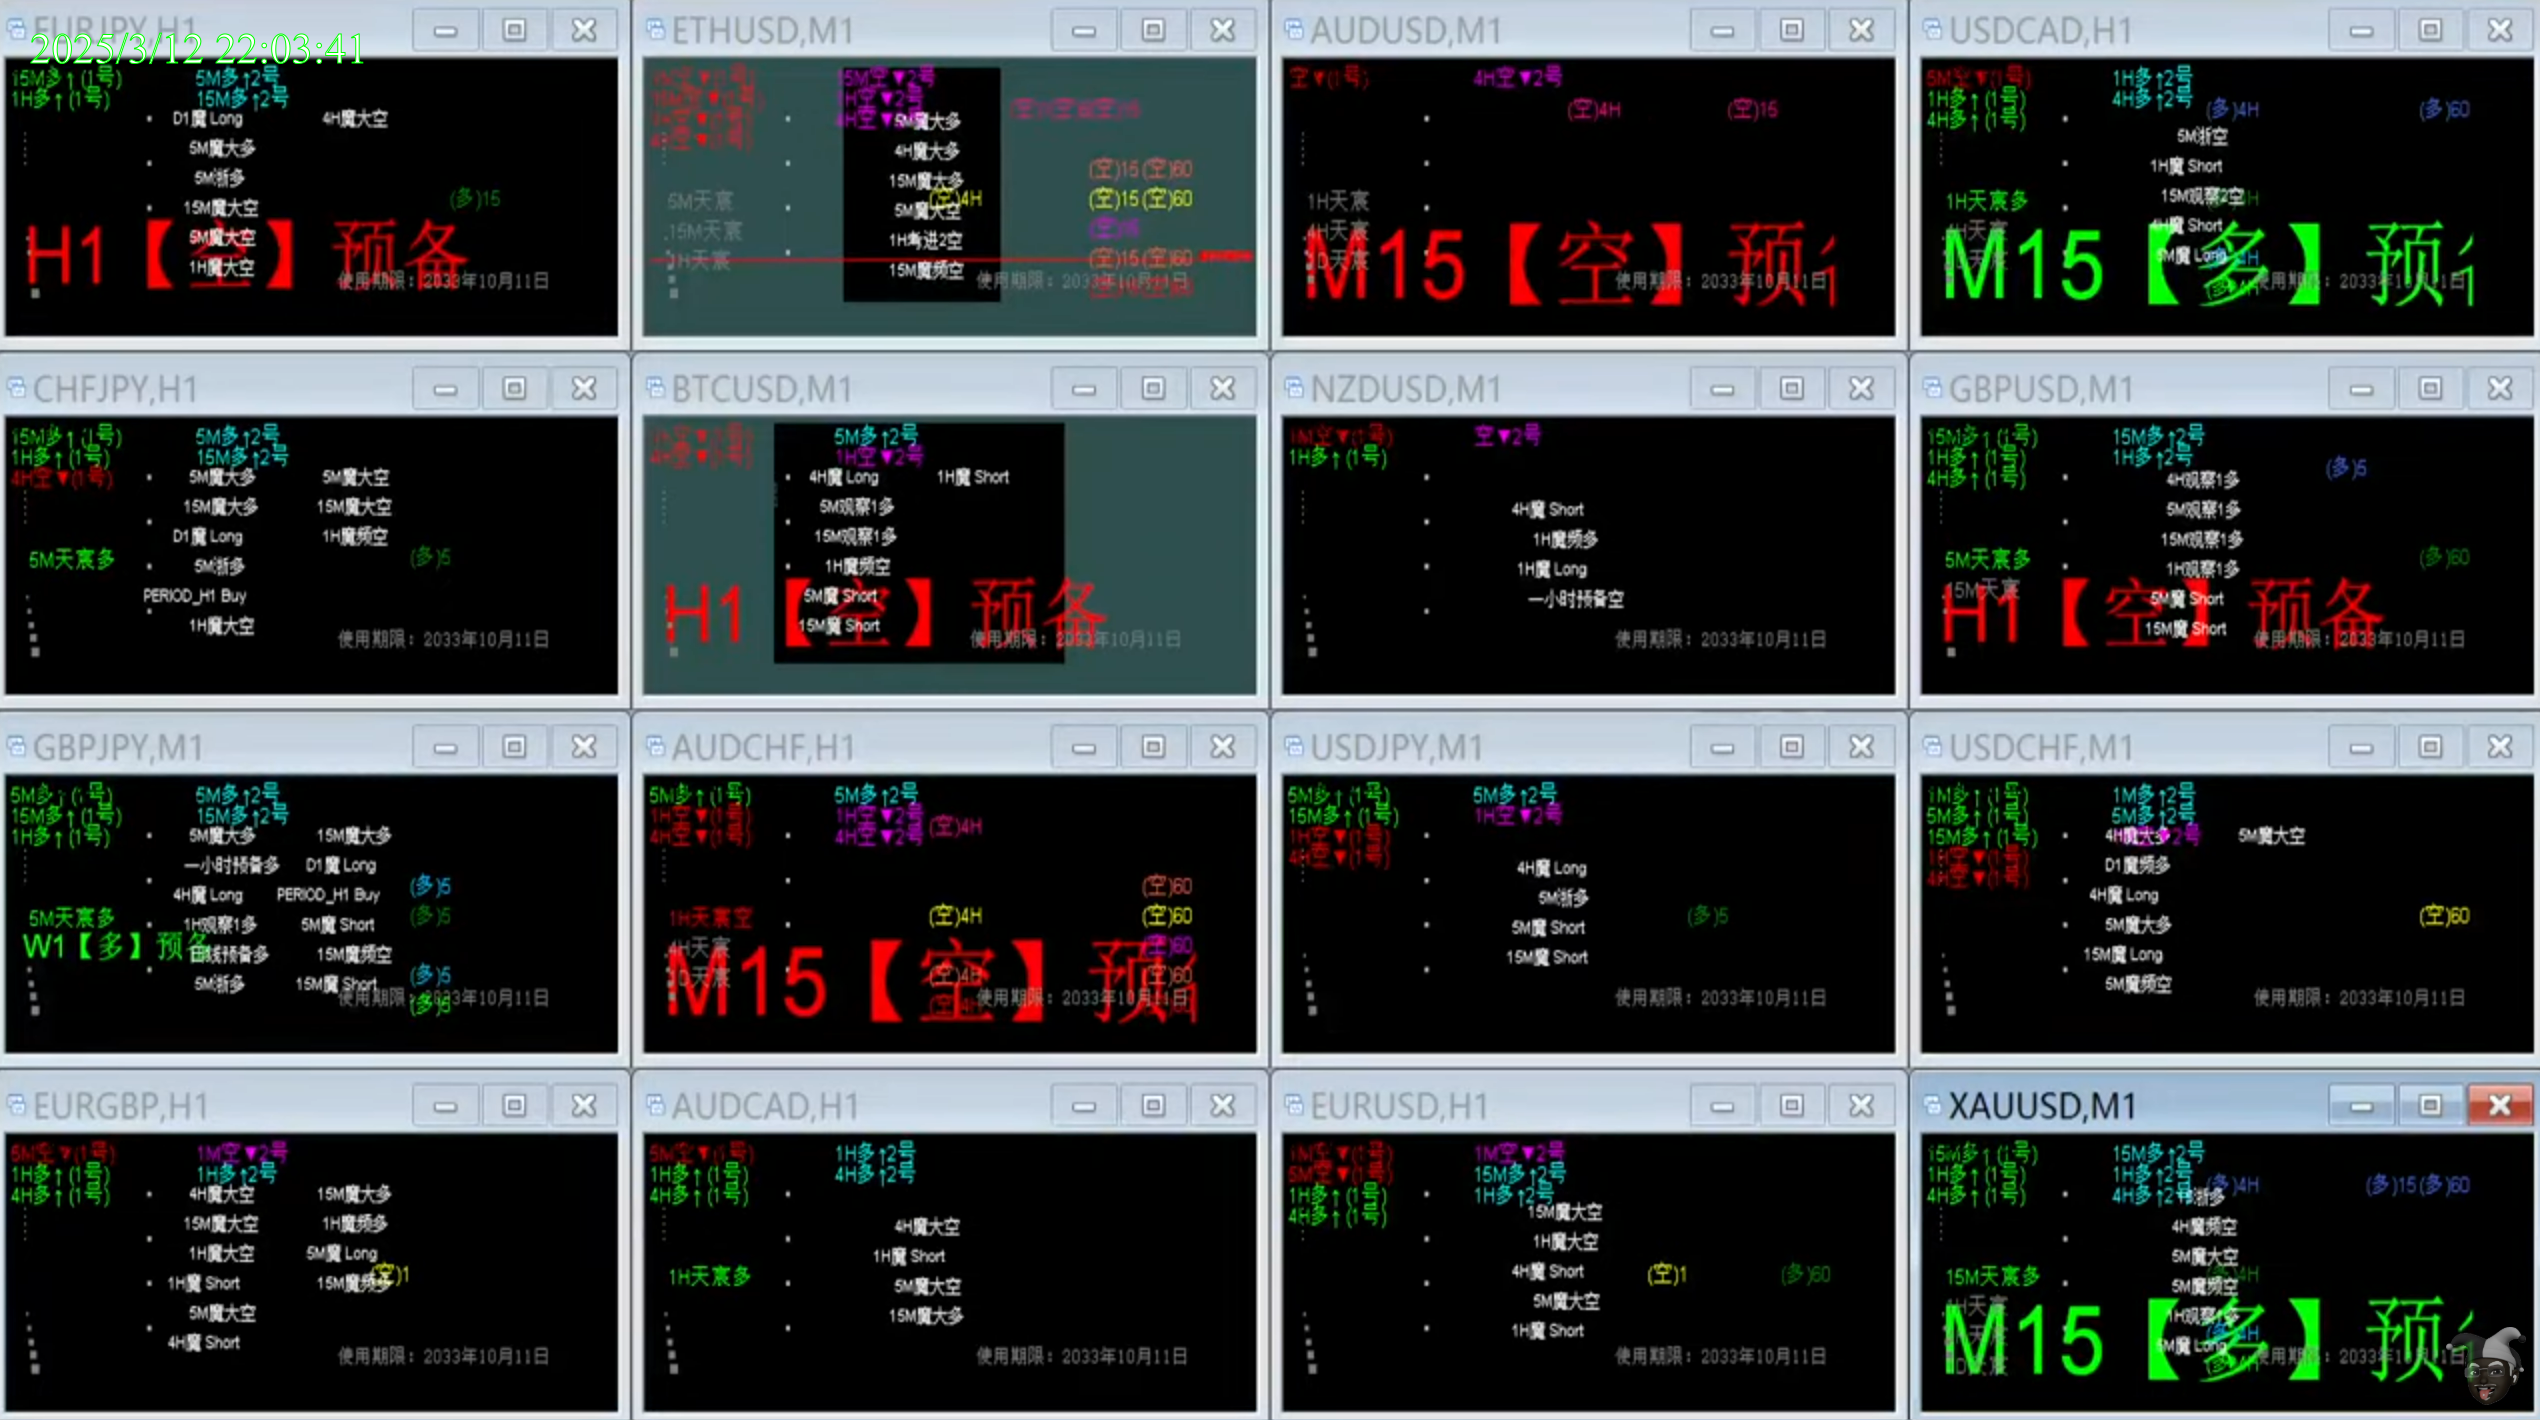 EURJPY,H1
2025/3/12 22:03:41
15M多↑(1号) 5M多↑2号
1H多↑(1号) 15M多↑2号
D1魔 Long 4H魔大空
5M魔大多
5M浙多
15M魔大空 (多)15
5M魔大空
1H魔大空
H1【空】预备
使用期限：2033年10月11日
ETHUSD,M1
15M空▼2号
1H空▼2号
4H空▼2号
5M魔大多
4H魔大多
15M魔大多 (空)15(空)60
5M天宸 (空)4H (空)15(空)60
5M魔大空
15M天宸 1H考进2空
1H天宸 (空)15(空)60
15M魔频空
使用期限：2033年10月11日
AUDUSD,M1
空▼(1号) 4H空▼2号
(空)4H (空)15
1H天宸
4H天宸
1D天宸
M15【空】预
使用期限：2033年10月11日
USDCAD,H1
5M空▼(1号) 1H多↑2号
1H多↑(1号) 4H多↑2号
4H多↑(1号) (多)4H (多)60
5M浙空
1H魔 Short
1H天宸多 15M观察2空
4H魔 Short
5M魔 Long
M15【多】预
使用期限：2033年10月11日
CHFJPY,H1
15M多↑(1号) 5M多↑2号
1H多↑(1号) 15M多↑2号
4H空▼(1号) 5M魔大多 5M魔大空
15M魔大多 15M魔大空
D1魔 Long 1H魔频空
5M天宸多 5M浙多 (多)5
PERIOD_H1 Buy
1H魔大空
使用期限：2033年10月11日
BTCUSD,M1
1H空▼(1号) 5M多↑2号
4H空▼(1号) 1H空▼2号
4H魔 Long 1H魔 Short
5M观察1多
15M观察1多
1H魔频空
5M魔 Short
15M魔 Short
H1【空】预备
使用期限：2033年10月11日
NZDUSD,M1
1M空▼(1号) 空▼2号
1H多↑(1号)
4H魔 Short
1H魔频多
1H魔 Long
一小时预备空
使用期限：2033年10月11日
GBPUSD,M1
15M多↑(1号) 15M多↑2号
1H多↑(1号) 1H多↑2号
4H多↑(1号) 4H观察1多 (多)5
5M观察1多
15M观察1多
5M天宸多 1H观察1多 (多)60
15M天宸 5M魔 Short
15M魔 Short
H1【空】预备
使用期限：2033年10月11日
GBPJPY,M1
5M多↑(1号) 5M多↑2号
15M多↑(1号) 15M多↑2号
1H多↑(1号) 5M魔大多 15M魔大多
一小时预备多 D1魔 Long
4H魔 Long PERIOD_H1 Buy (多)5
5M天宸多 1H观察1多 5M魔 Short (多)5
W1【多】预备 日线预备多 15M魔频空
5M浙多 15M魔 Short (多)5
(多)5
使用期限：2033年10月11日
AUDCHF,H1
5M多↑(1号) 5M多↑2号
1H空▼(1号) 1H空▼2号
4H空▼(1号) 4H空▼2号 (空)4H
(空)60
1H天宸空 (空)4H (空)60
4H天宸 (空)60
1D天宸 (空)4H (空)60
M15【空】预
使用期限：2033年10月11日
USDJPY,M1
5M多↑(1号) 5M多↑2号
15M多↑(1号) 1H空▼2号
1H空▼(1号)
4H空▼(1号)
4H魔 Long
5M浙多
5M魔 Short (多)5
15M魔 Short
使用期限：2033年10月11日
USDCHF,M1
1M多↑(1号) 1M多↑2号
5M多↑(1号) 5M多↑2号
15M多↑(1号) 4H魔大多 5M魔大空
1H空▼(1号) D1魔频多
4H空▼(1号) 4H魔 Long
5M魔大多 (空)60
15M魔 Long
5M魔频空
使用期限：2033年10月11日
EURGBP,H1
5M空▼(1号) 1M空▼2号
1H多↑(1号) 1H多↑2号
4H多↑(1号) 4H魔大空 15M魔大多
15M魔大空 1H魔频多
1H魔大空 5M魔 Long
1H魔 Short 15M魔频多 (空)1
5M魔大空
4H魔 Short
使用期限：2033年10月11日
AUDCAD,H1
5M空▼(1号) 1H多↑2号
1H多↑(1号) 4H多↑2号
4H多↑(1号)
4H魔大空
1H魔 Short
1H天宸多 5M魔大空
15M魔大多
使用期限：2033年10月11日
EURUSD,H1
1M空▼(1号) 1M空▼2号
5M空▼(1号) 15M多↑2号
1H多↑(1号) 1H多↑2号
4H多↑(1号) 15M魔大空
1H魔大空
4H魔 Short (空)1 (多)60
5M魔大空
1H魔 Short
使用期限：2033年10月11日
XAUUSD,M1
15M多↑(1号) 15M多↑2号
1H多↑(1号) 1H多↑2号
4H多↑(1号) 4H多↑2号 (多)4H (多)15(多)60
4H魔频空
5M魔大空
15M天宸多 5M魔频空
1H观察1多
5M魔 Long
M15【多】预
使用期限：2033年10月11日